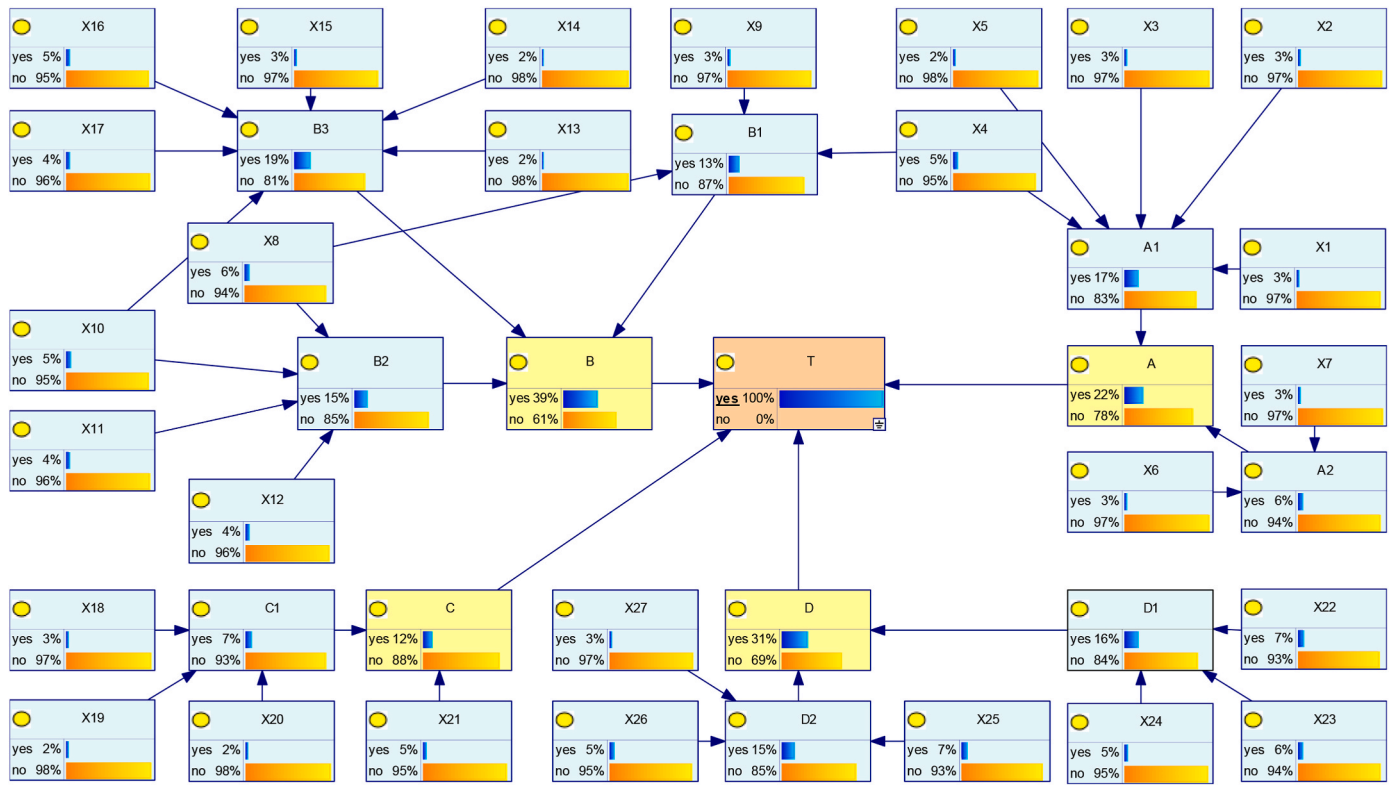 X16
yes 5%
no 95%
X15
yes 3%
no 97%
X14
yes 2%
no 98%
X9
yes 3%
no 97%
X5
yes 2%
no 98%
X3
yes 3%
no 97%
X2
yes 3%
no 97%
X17
yes 4%
no 96%
B3
yes 19%
no 81%
X13
yes 2%
no 98%
B1
yes 13%
no 87%
X4
yes 5%
no 95%
X8
yes 6%
no 94%
A1
yes 17%
no 83%
X1
yes 3%
no 97%
X10
yes 5%
no 95%
B2
yes 15%
no 85%
B
yes 39%
no 61%
T
yes 100%
no 0%
A
yes 22%
no 78%
X7
yes 3%
no 97%
X11
yes 4%
no 96%
X6
yes 3%
no 97%
A2
yes 6%
no 94%
X12
yes 4%
no 96%
X18
yes 3%
no 97%
C1
yes 7%
no 93%
C
yes 12%
no 88%
X27
yes 3%
no 97%
D
yes 31%
no 69%
D1
yes 16%
no 84%
X22
yes 7%
no 93%
X19
yes 2%
no 98%
X20
yes 2%
no 98%
X21
yes 5%
no 95%
X26
yes 5%
no 95%
D2
yes 15%
no 85%
X25
yes 7%
no 93%
X24
yes 5%
no 95%
X23
yes 6%
no 94%